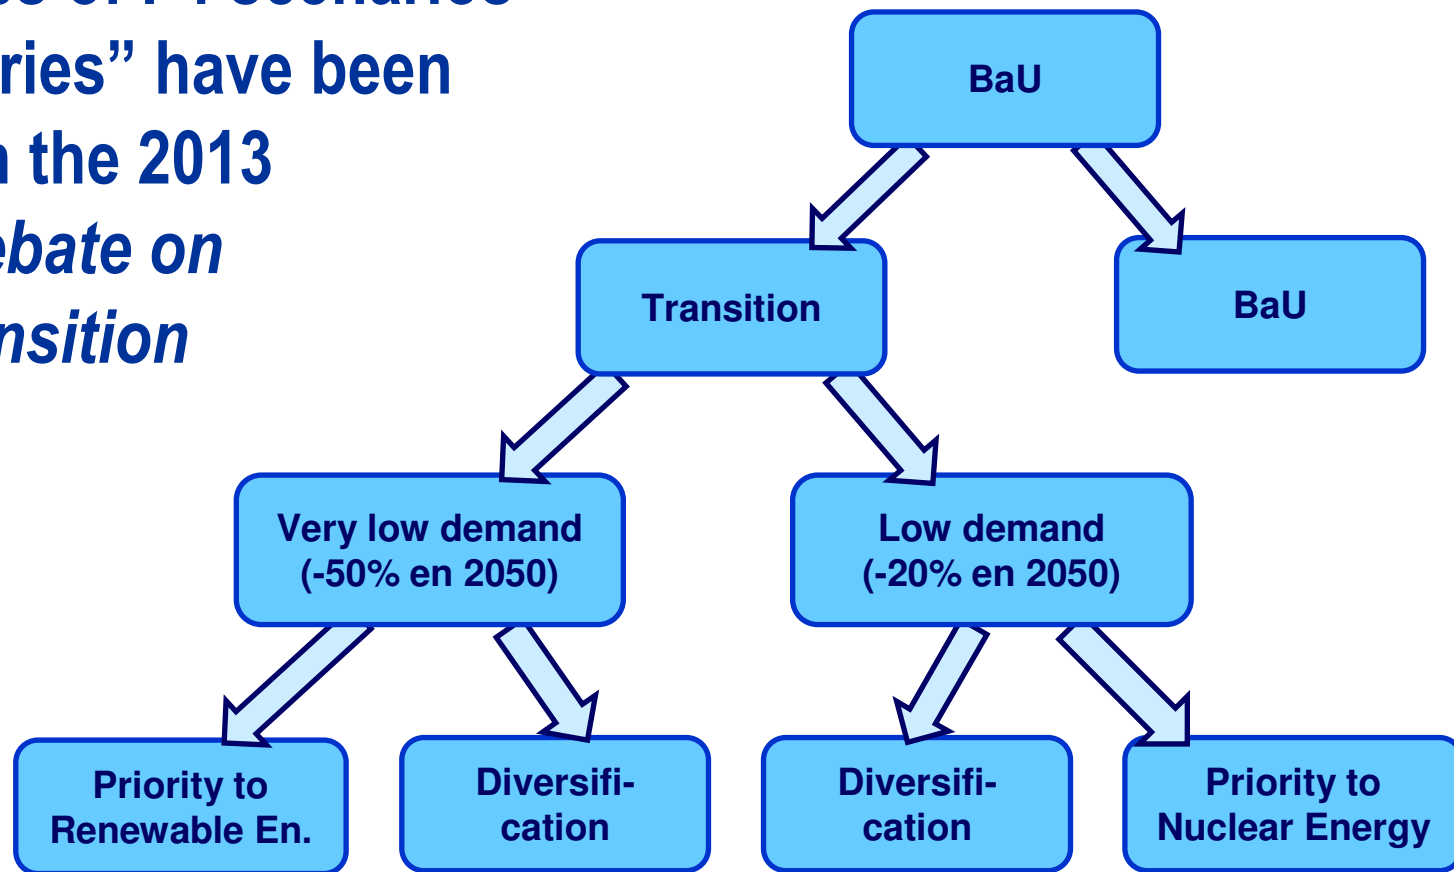 ries” have been
the 2013
ebate on
nsition
BaU
Transition
BaU
Very low demand
(-50% en 2050)
Low demand
(-20% en 2050)
Priority to
Renewable En.
Diversifi-
cation
Diversifi-
cation
Priority to
Nuclear Energy